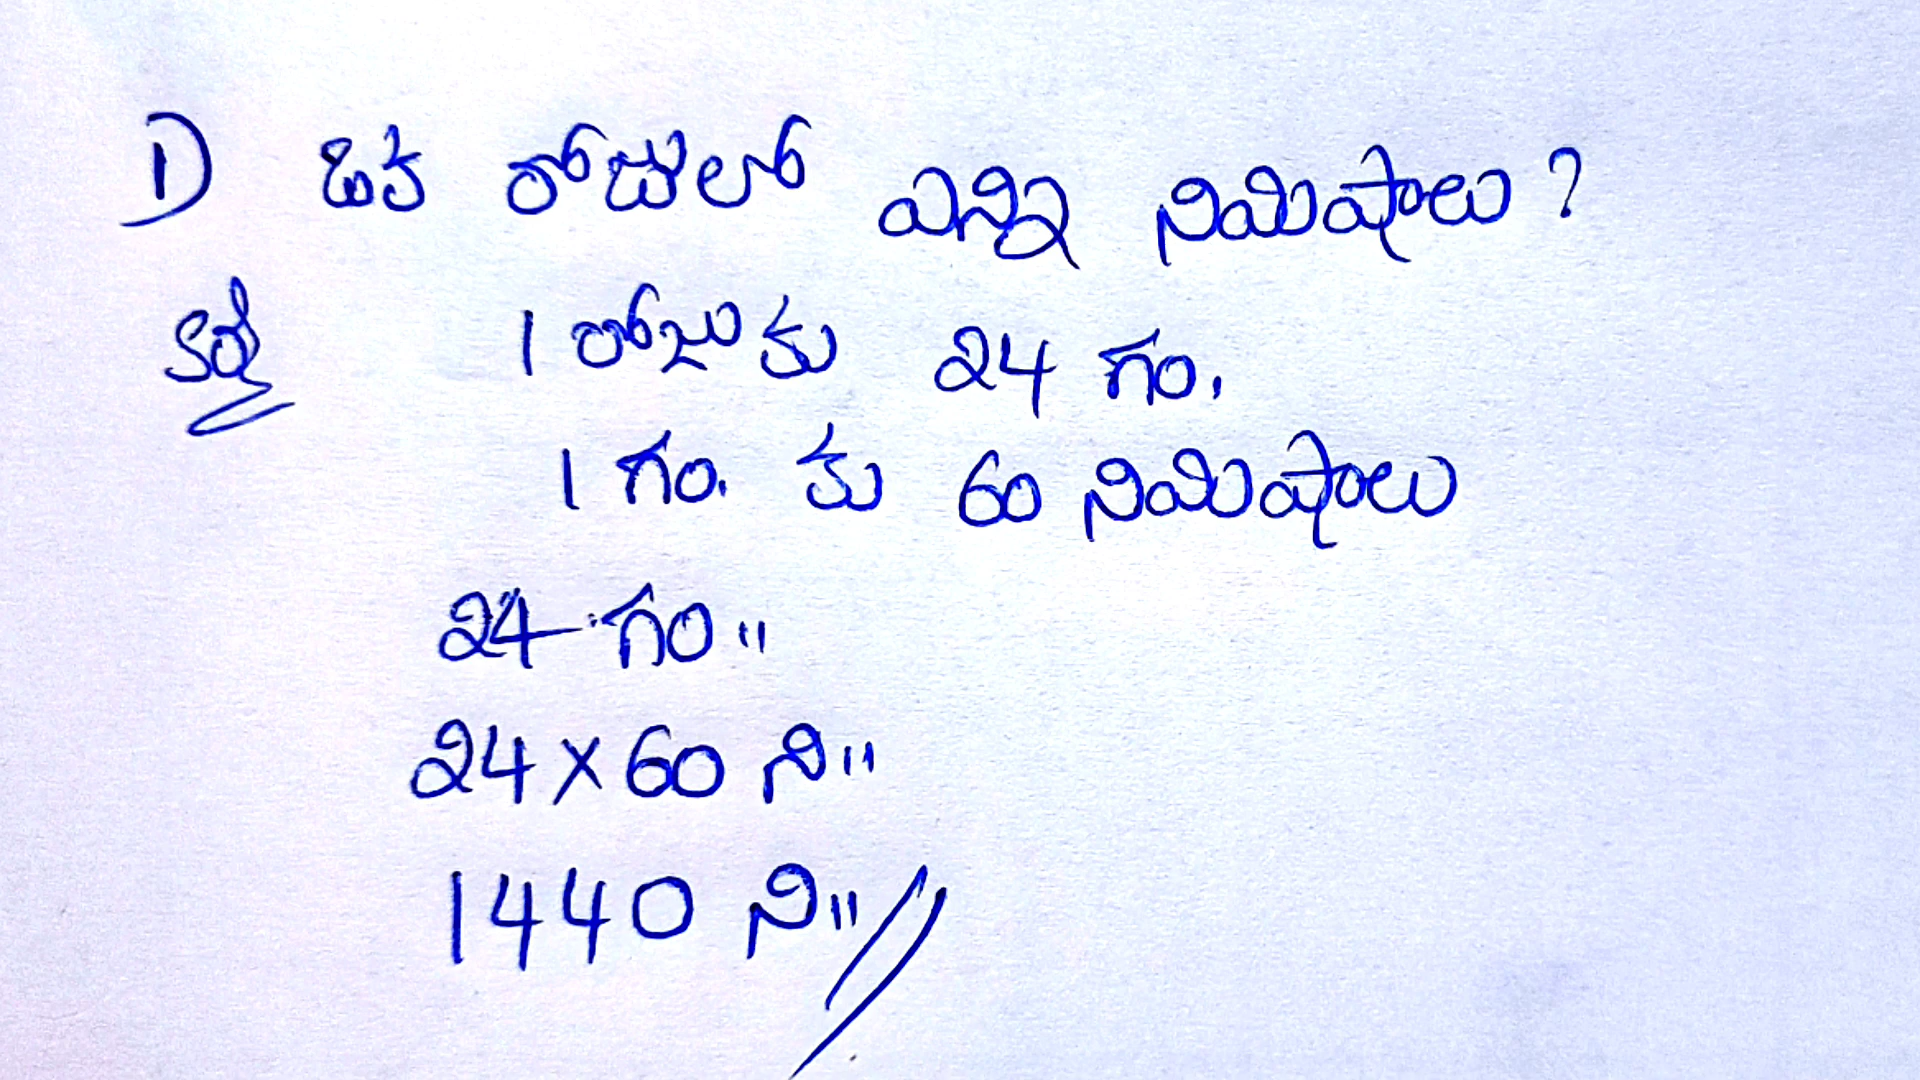 1) ఒక రోజులో ఎన్ని నిమిషాలు?
1 రోజుకు 24 గం.
1 గం. కు 60 నిమిషాలు
24 గం"
24 x 60 ని"
1440 ని"//